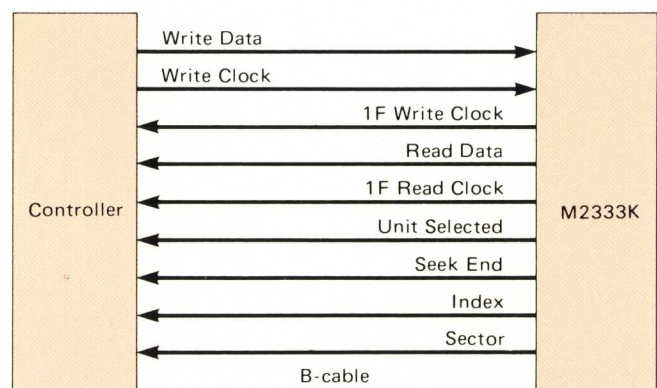 Write Data
Write Clock
1F Write Clock
Read Data
1F Read Clock
Controller
M2333K
Unit Selected
Seek End
Index
Sector
B-cable